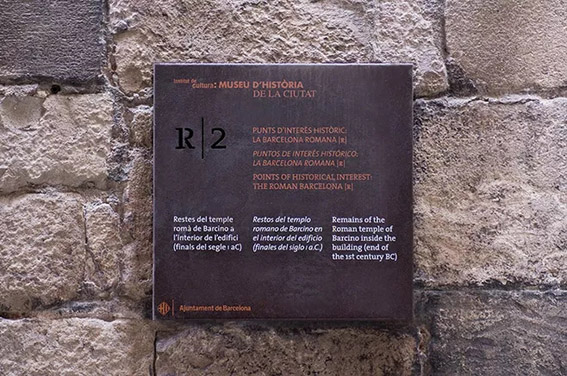 institut de
cultura: MUSEU D'HISTÒRIA
DE LA CIUTAT
R|2
PUNTS D'INTERÈS HISTÒRIC:
LA BARCELONA ROMANA [R]
PUNTOS DE INTERÉS HISTÓRICO:
LA BARCELONA ROMANA [R]
POINTS OF HISTORICAL INTEREST:
THE ROMAN BARCELONA [R]
Restes del temple
romà de Barcino a
l'interior de l'edifici
(finals del segle I aC)
Restos del templo
romano de Barcino en
el interior del edificio
(finales del siglo I a.C.)
Remains of the
Roman temple of
Barcino inside the
building (end of
the 1st century BC)
Ajuntament de Barcelona